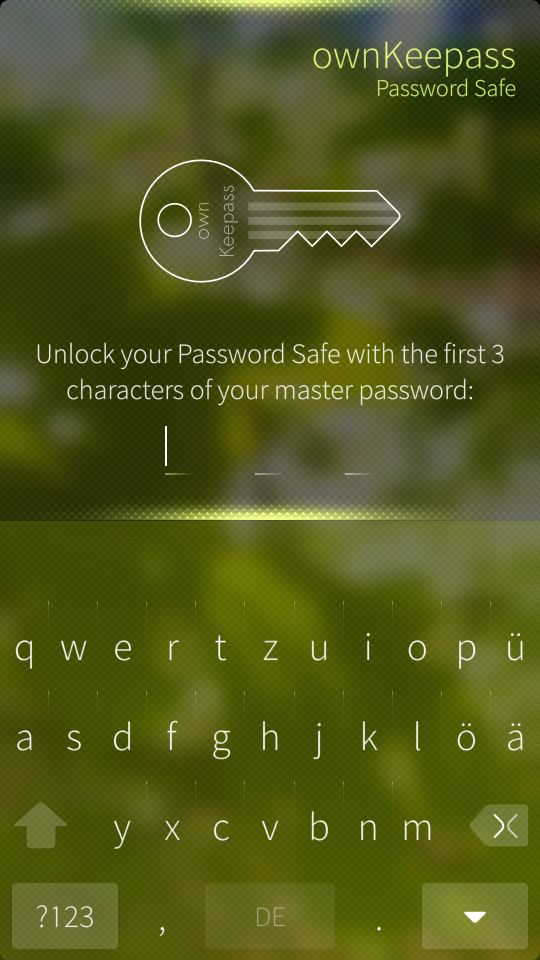 ownKeepass
Password Safe
own
Keepass
Unlock your Password Safe with the first 3
characters of your master password:
q w e r t z u i o p ü
a s d f g h j k l ö ä
y x c v b n m
?123 , DE .